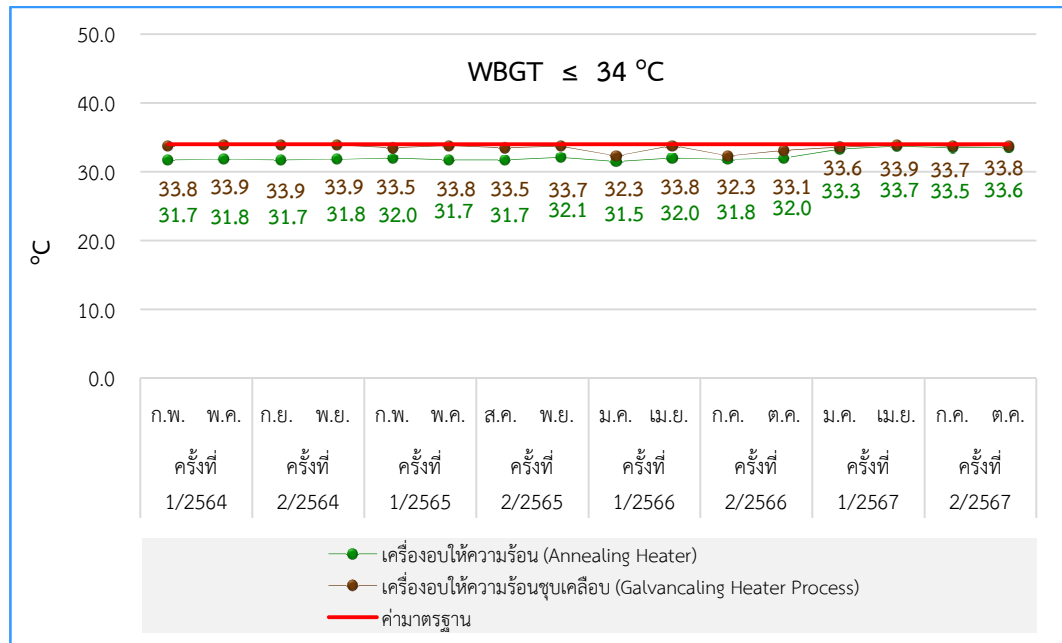 50.0
WBGT ≤ 34 °C
40.0
30.0
20.0
10.0
0.0
°C
33.8 33.9 33.9 33.9 33.5 33.8 33.5 33.7 32.3 33.8 32.3 33.1 33.6 33.9 33.7 33.8
31.7 31.8 31.7 31.8 32.0 31.7 31.7 32.1 31.5 32.0 31.8 32.0 33.3 33.7 33.5 33.6
ก.พ. พ.ค. ก.ย. พ.ย. ก.พ. พ.ค. ส.ค. พ.ย. ม.ค. เม.ย. ก.ค. ต.ค. ม.ค. เม.ย. ก.ค. ต.ค.
ครั้งที่ ครั้งที่ ครั้งที่ ครั้งที่ ครั้งที่ ครั้งที่ ครั้งที่ ครั้งที่
1/2564 2/2564 1/2565 2/2565 1/2566 2/2566 1/2567 2/2567
เครื่องอบให้ความร้อน (Annealing Heater)
เครื่องอบให้ความร้อนชุบเคลือบ (Galvancaling Heater Process)
ค่ามาตรฐาน